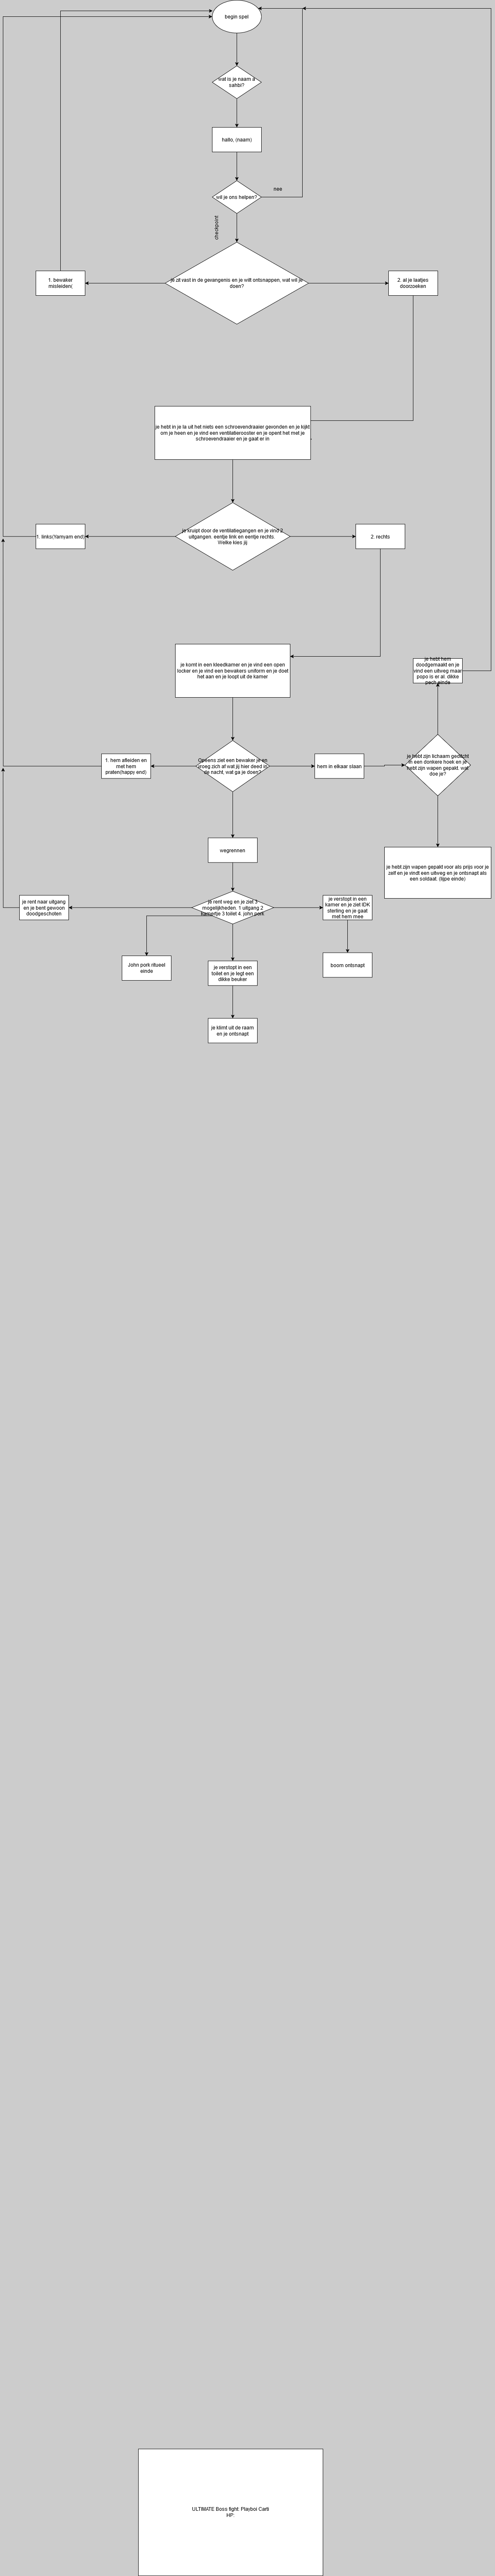 begin spel
wat is je naam a
sahbi?
hallo, (naam)
wil je ons helpen?
nee
checkpoint
je zit vast in de gevangenis en je wilt ontsnappen, wat wil je
doen?
1. bewaker
misleiden(
2. al je laatjes
doorzoeken
je hebt in je la uit het niets een schroevendraaier gevonden en je kijkt
om je heen en je vind een ventilatierooster en je opent het met je
schroevendraaier en je gaat er in
je kruipt door de ventilatiegangen en je vind 2
uitgangen. eentje link en eentje rechts.
Welke kies jij
1. links(Yamyam end)
2. rechts
je komt in een kleedkamer en je vind een open
locker en je vind een bewakers uniform en je doet
het aan en je loopt uit de kamer
je hebt hem
doodgemaakt en je
vind een uitweg maar
popo is er al. dikke
pech einde
Opeens ziet een bewaker je en
vroeg zich af wat jij hier deed in
de nacht, wat ga je doen?
1. hem afleiden en
met hem
praten(happy end)
hem in elkaar slaan
je hebt zijn lichaam geditcht
in een donkere hoek en je
hebt zijn wapen gepakt. wat
doe je?
wegrennen
je hebt zijn wapen gepakt voor als prijs voor je
zelf en je vindt een uitweg en je ontsnapt als
een soldaat. (tipie einde)
je rent weg en je ziet 3
mogelijkheden. 1 uitgang 2
kamertje 3 toilet 4. john pork
je rent naar uitgang
en je bent gewoon
doodgeschoten
je verstopt in een
kamer en je ziet IDK
sterling en je gaat
met hem mee
John pork ritueel
einde
je verstopt in een
toilet en je legt een
dikke beuker
boom ontsnapt
je klimt uit de raam
en je ontsnapt
ULTIMATE Boss fight: Playboi Carti
HP: